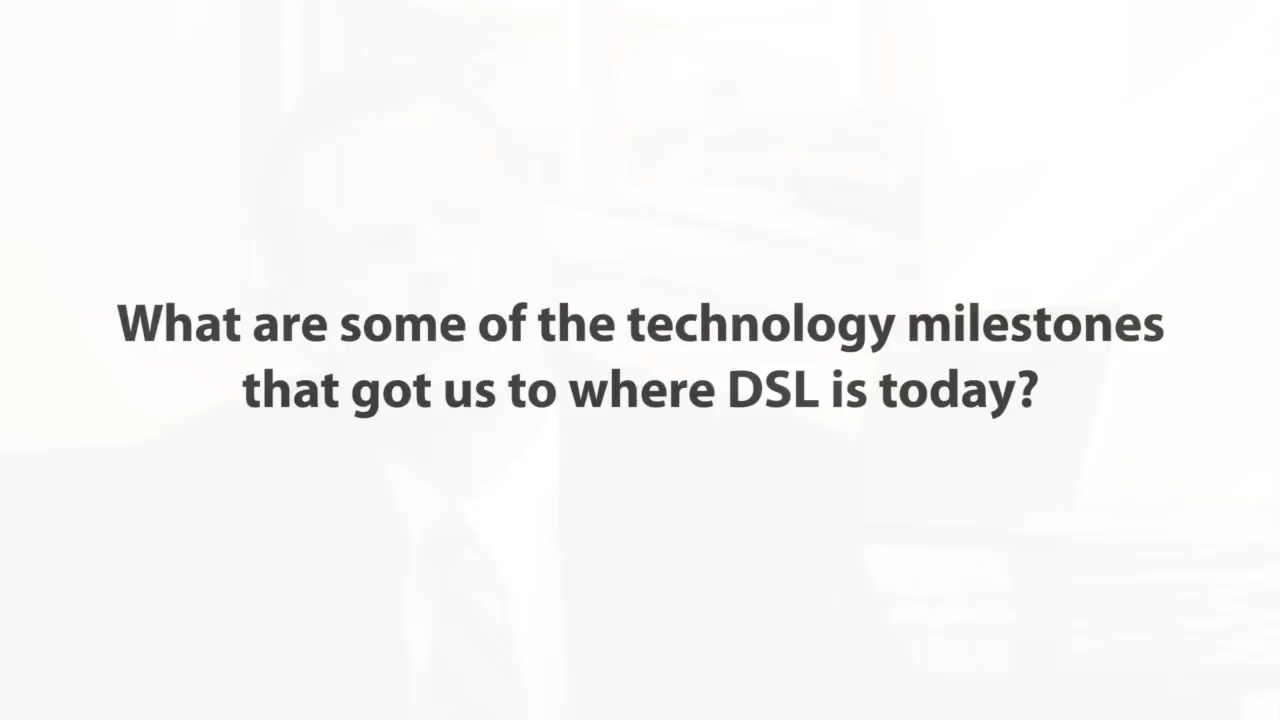 What are some of the technology milestones
that got us to where DSL is today?